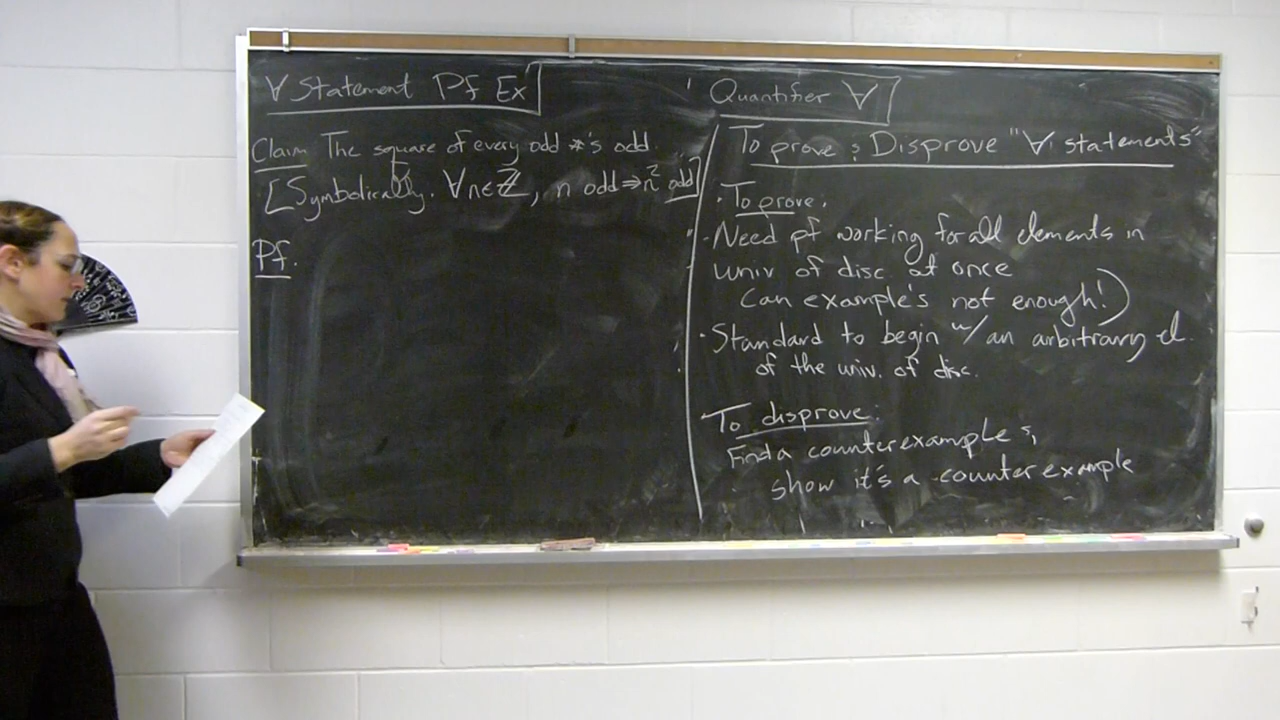 ∀ Statement Pf Ex
Claim The square of every odd #'s odd.
[Symbolically. ∀n∈ℤ, n odd⇒n² odd]
Pf.
Quantifier ∀
To prove & Disprove "∀ statements"
· To prove:
· Need pf working for all elements in
univ of disc. at once
(an example's not enough!)
· Standard to begin w/ an arbitrary el.
of the univ. of disc.
To disprove:
Find a counterexample &
show it's a counterexample